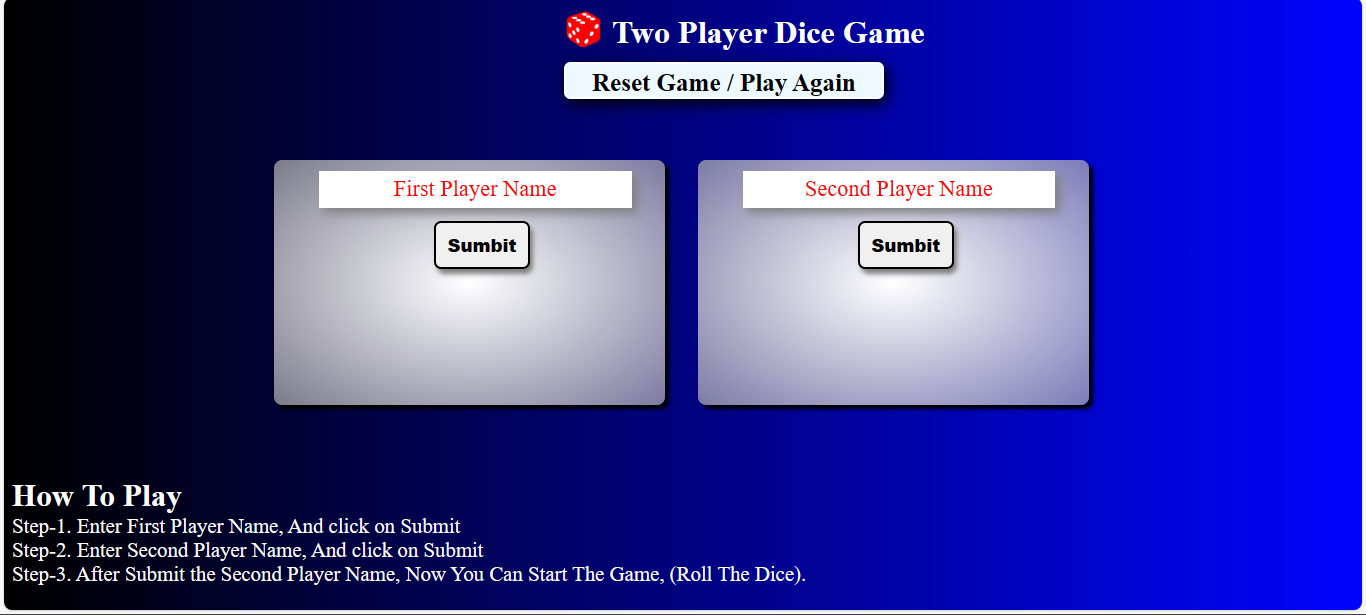 Two Player Dice Game
Reset Game / Play Again
First Player Name
Second Player Name
Sumbit
Sumbit
How To Play
Step-1. Enter First Player Name, And click on Submit
Step-2. Enter Second Player Name, And click on Submit
Step-3. After Submit the Second Player Name, Now You Can Start The Game, (Roll The Dice).